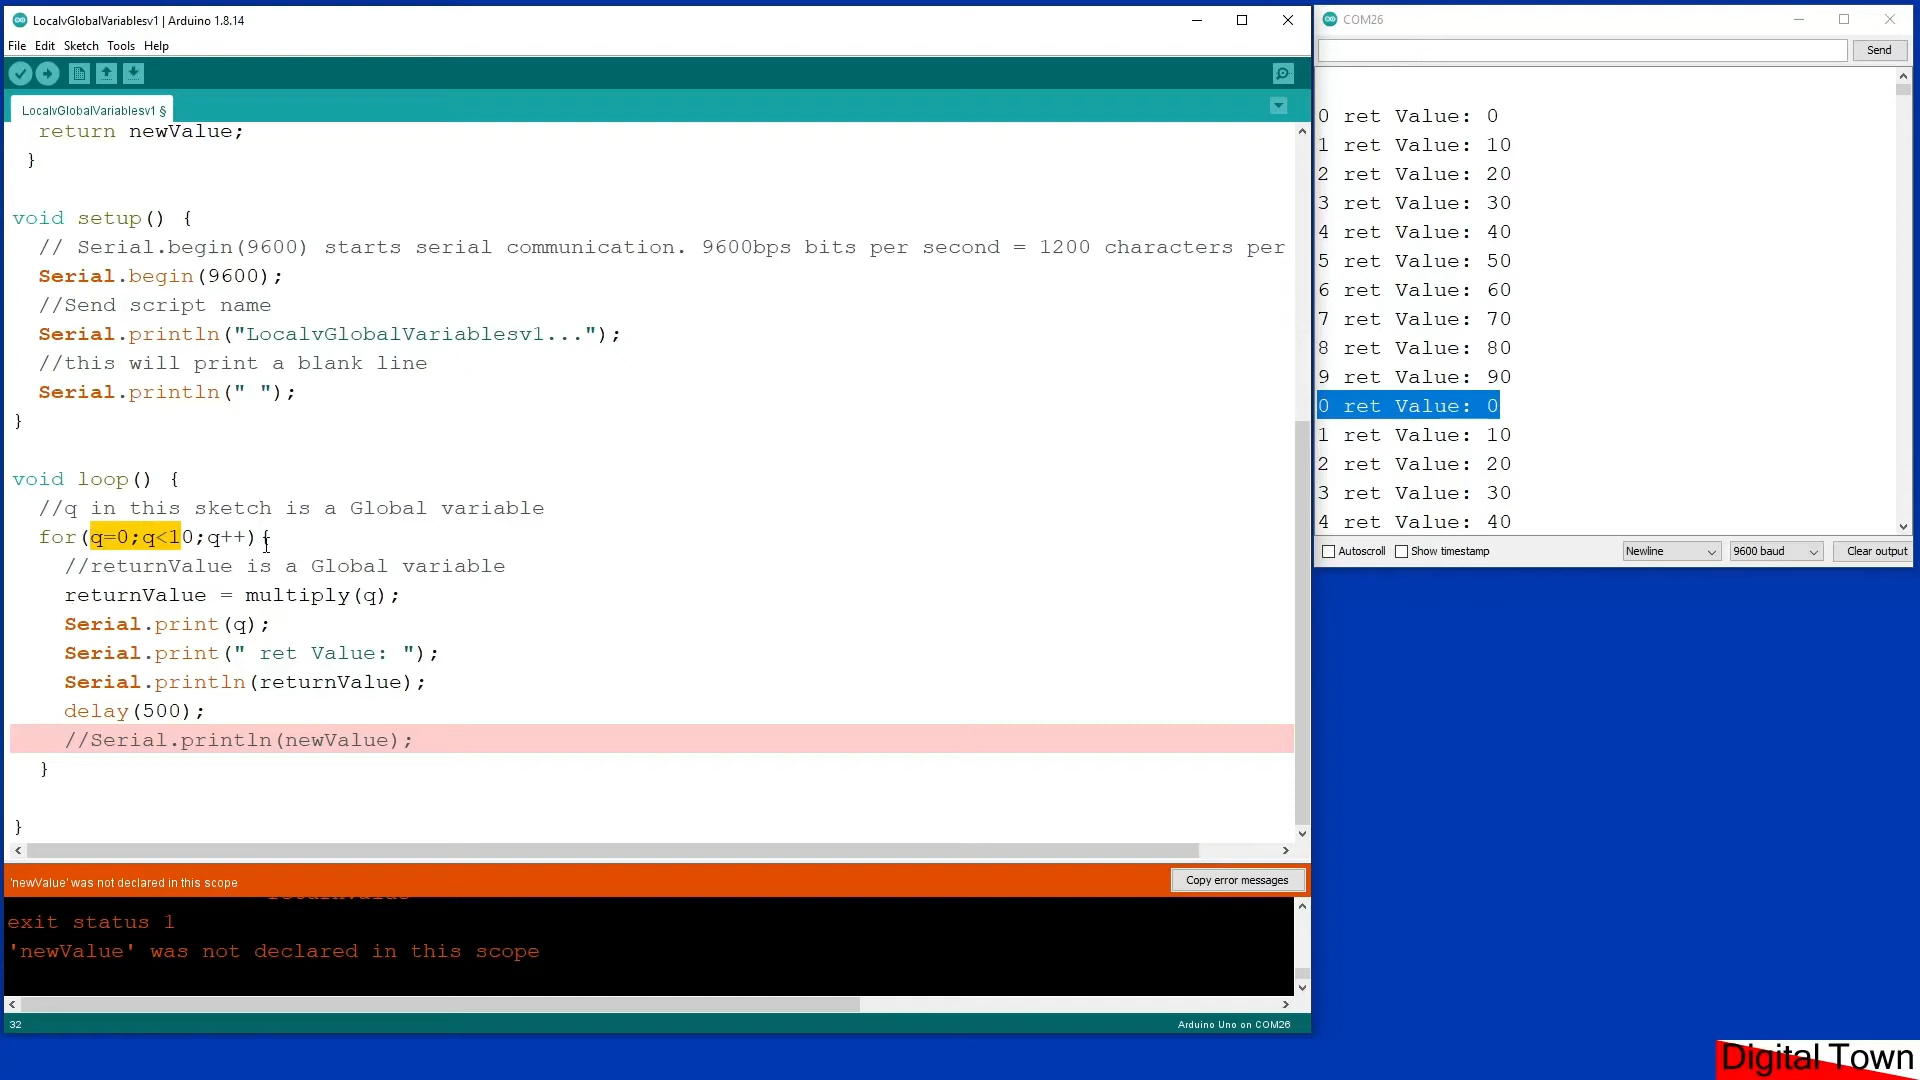 LocalvGlobalVariablesv1 | Arduino 1.8.14
File Edit Sketch Tools Help
LocalvGlobalVariablesv1 §
return newValue;
}
void setup() {
// Serial.begin(9600) starts serial communication. 9600bps bits per second = 1200 characters per
Serial.begin(9600);
//Send script name
Serial.println("LocalvGlobalVariablesv1...");
//this will print a blank line
Serial.println(" ");
}
void loop() {
//q in this sketch is a Global variable
for(q=0;q<10;q++){
//returnValue is a Global variable
returnValue = multiply(q);
Serial.print(q);
Serial.print(" ret Value: ");
Serial.println(returnValue);
delay(500);
//Serial.println(newValue);
}
}
'newValue' was not declared in this scope
Copy error messages
exit status 1
'newValue' was not declared in this scope
32
Arduino Uno on COM26
COM26
Send
0 ret Value: 0
1 ret Value: 10
2 ret Value: 20
3 ret Value: 30
4 ret Value: 40
5 ret Value: 50
6 ret Value: 60
7 ret Value: 70
8 ret Value: 80
9 ret Value: 90
0 ret Value: 0
1 ret Value: 10
2 ret Value: 20
3 ret Value: 30
4 ret Value: 40
Autoscroll Show timestamp Newline 9600 baud Clear output
Digital Town